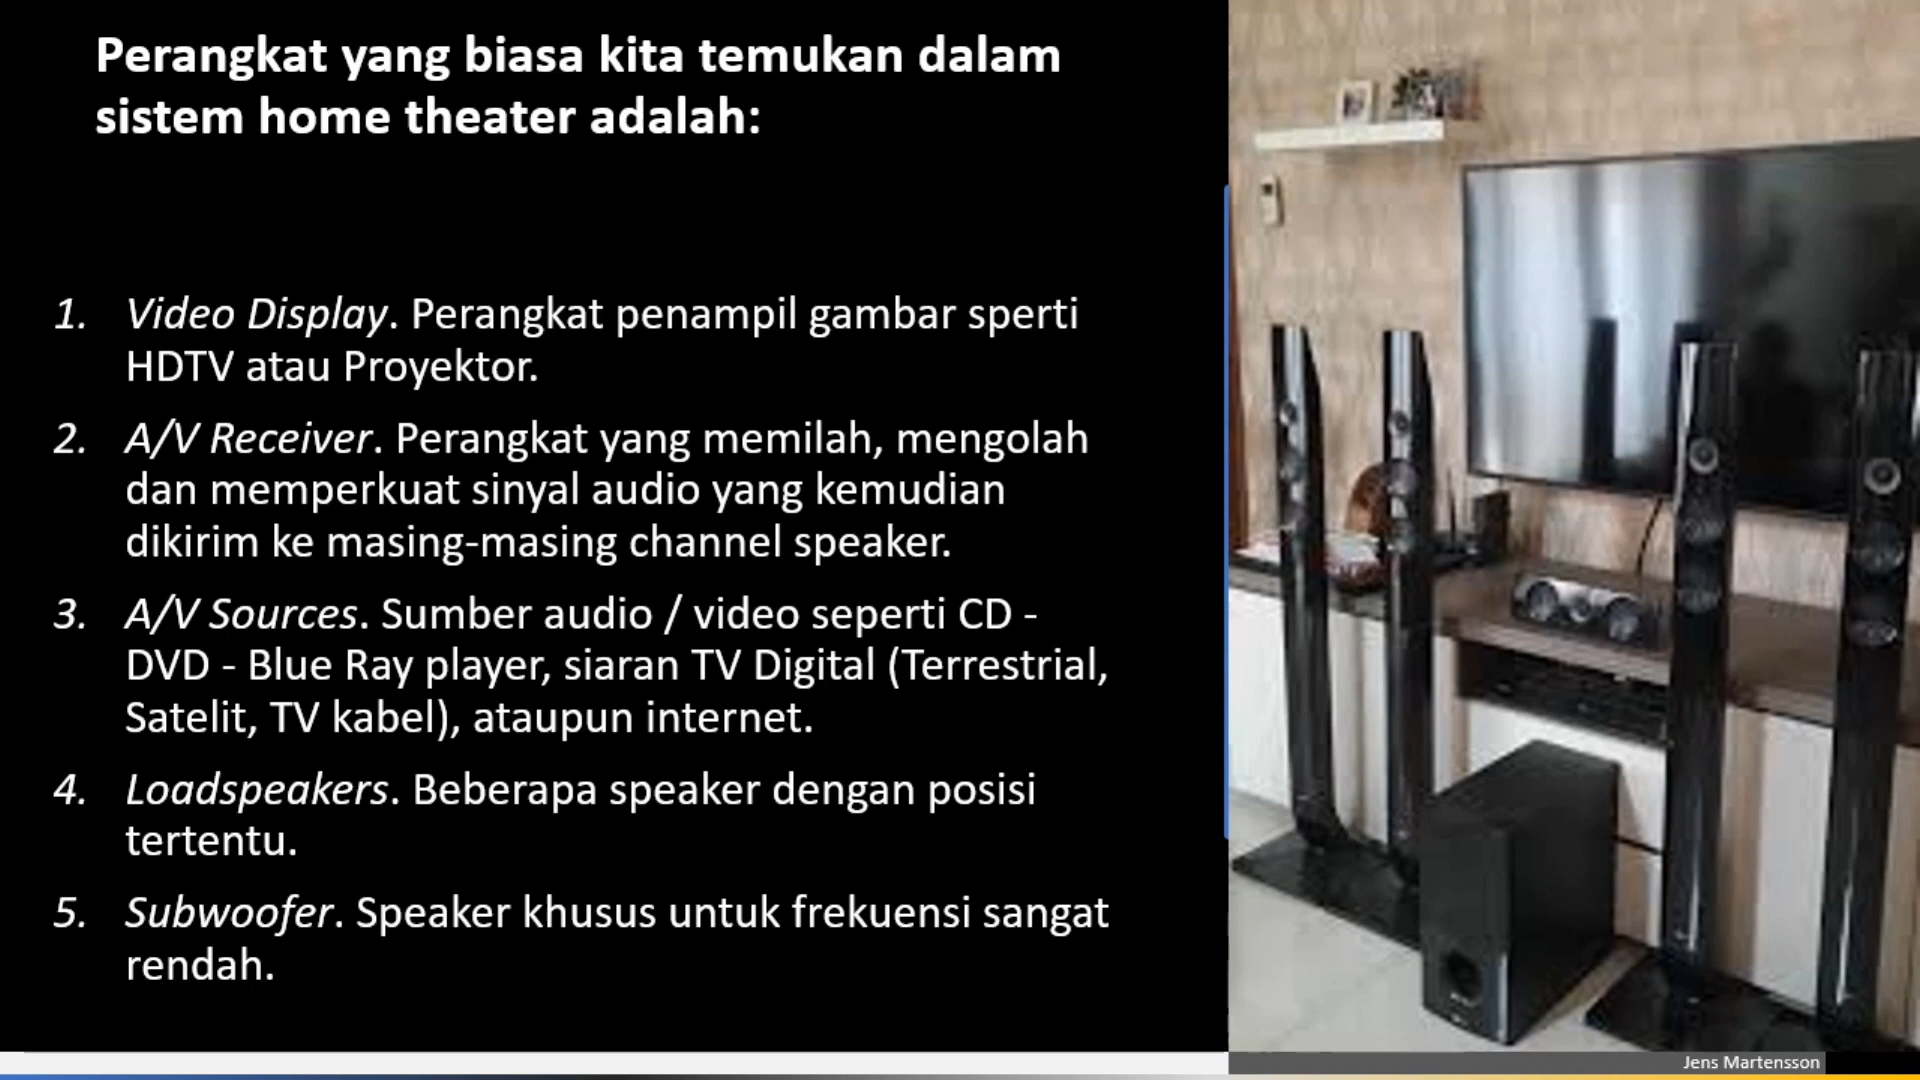 Perangkat yang biasa kita temukan dalam
sistem home theater adalah:
1. Video Display. Perangkat penampil gambar sperti
HDTV atau Proyektor.
2. A/V Receiver. Perangkat yang memilah, mengolah
dan memperkuat sinyal audio yang kemudian
dikirim ke masing-masing channel speaker.
3. A/V Sources. Sumber audio / video seperti CD -
DVD - Blue Ray player, siaran TV Digital (Terrestrial,
Satelit, TV kabel), ataupun internet.
4. Loadspeakers. Beberapa speaker dengan posisi
tertentu.
5. Subwoofer. Speaker khusus untuk frekuensi sangat
rendah.
Jens Martensson